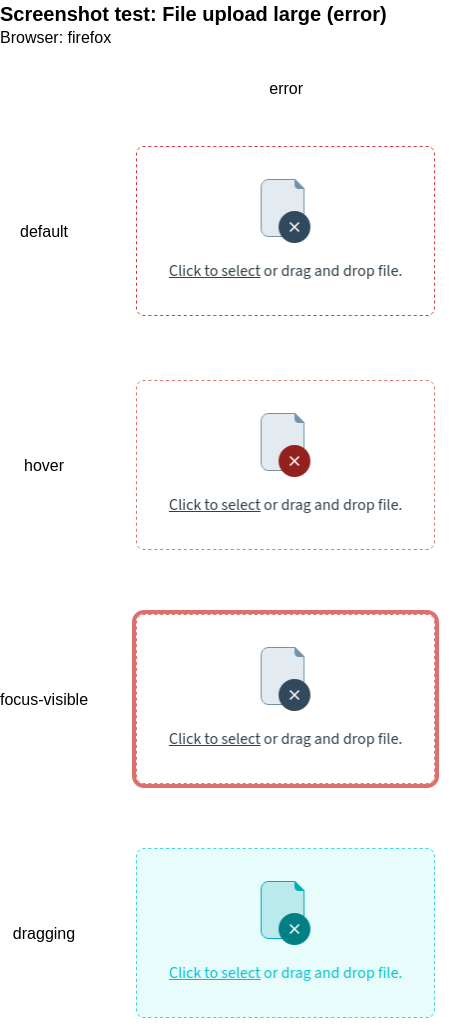 Screenshot test: File upload large (error)
Browser: firefox
error
default
Click to select or drag and drop file.
hover
Click to select or drag and drop file.
focus-visible
Click to select or drag and drop file.
dragging
Click to select or drag and drop file.